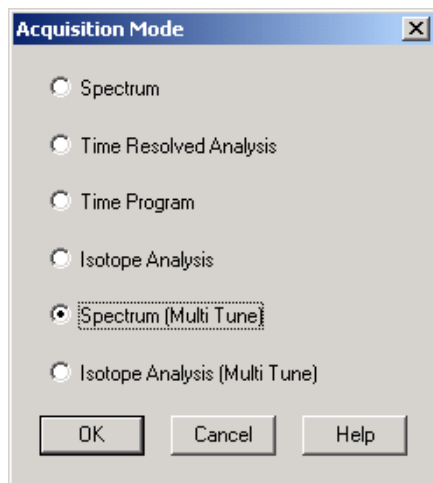 Acquisition Mode
Spectrum
Time Resolved Analysis
Time Program
Isotope Analysis
Spectrum (Multi Tune)
Isotope Analysis (Multi Tune)
OK Cancel Help